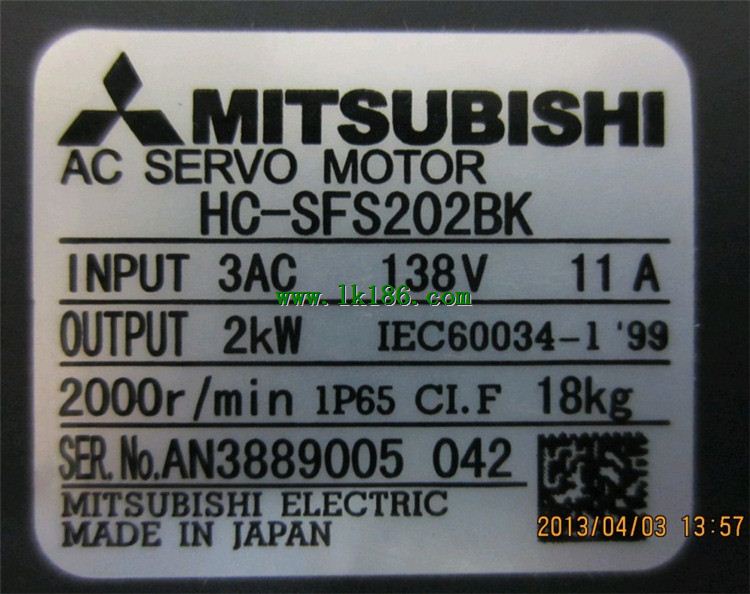 MITSUBISHI
AC SERVO MOTOR
HC-SFS202BK
INPUT 3AC 138V 11 A
www.lk186.com
OUTPUT 2kW IEC60034-1 '99
2000r/min IP65 CI.F 18kg
SER.No.AN3889005 042
MITSUBISHI ELECTRIC
MADE IN JAPAN
2013/04/03 13:57